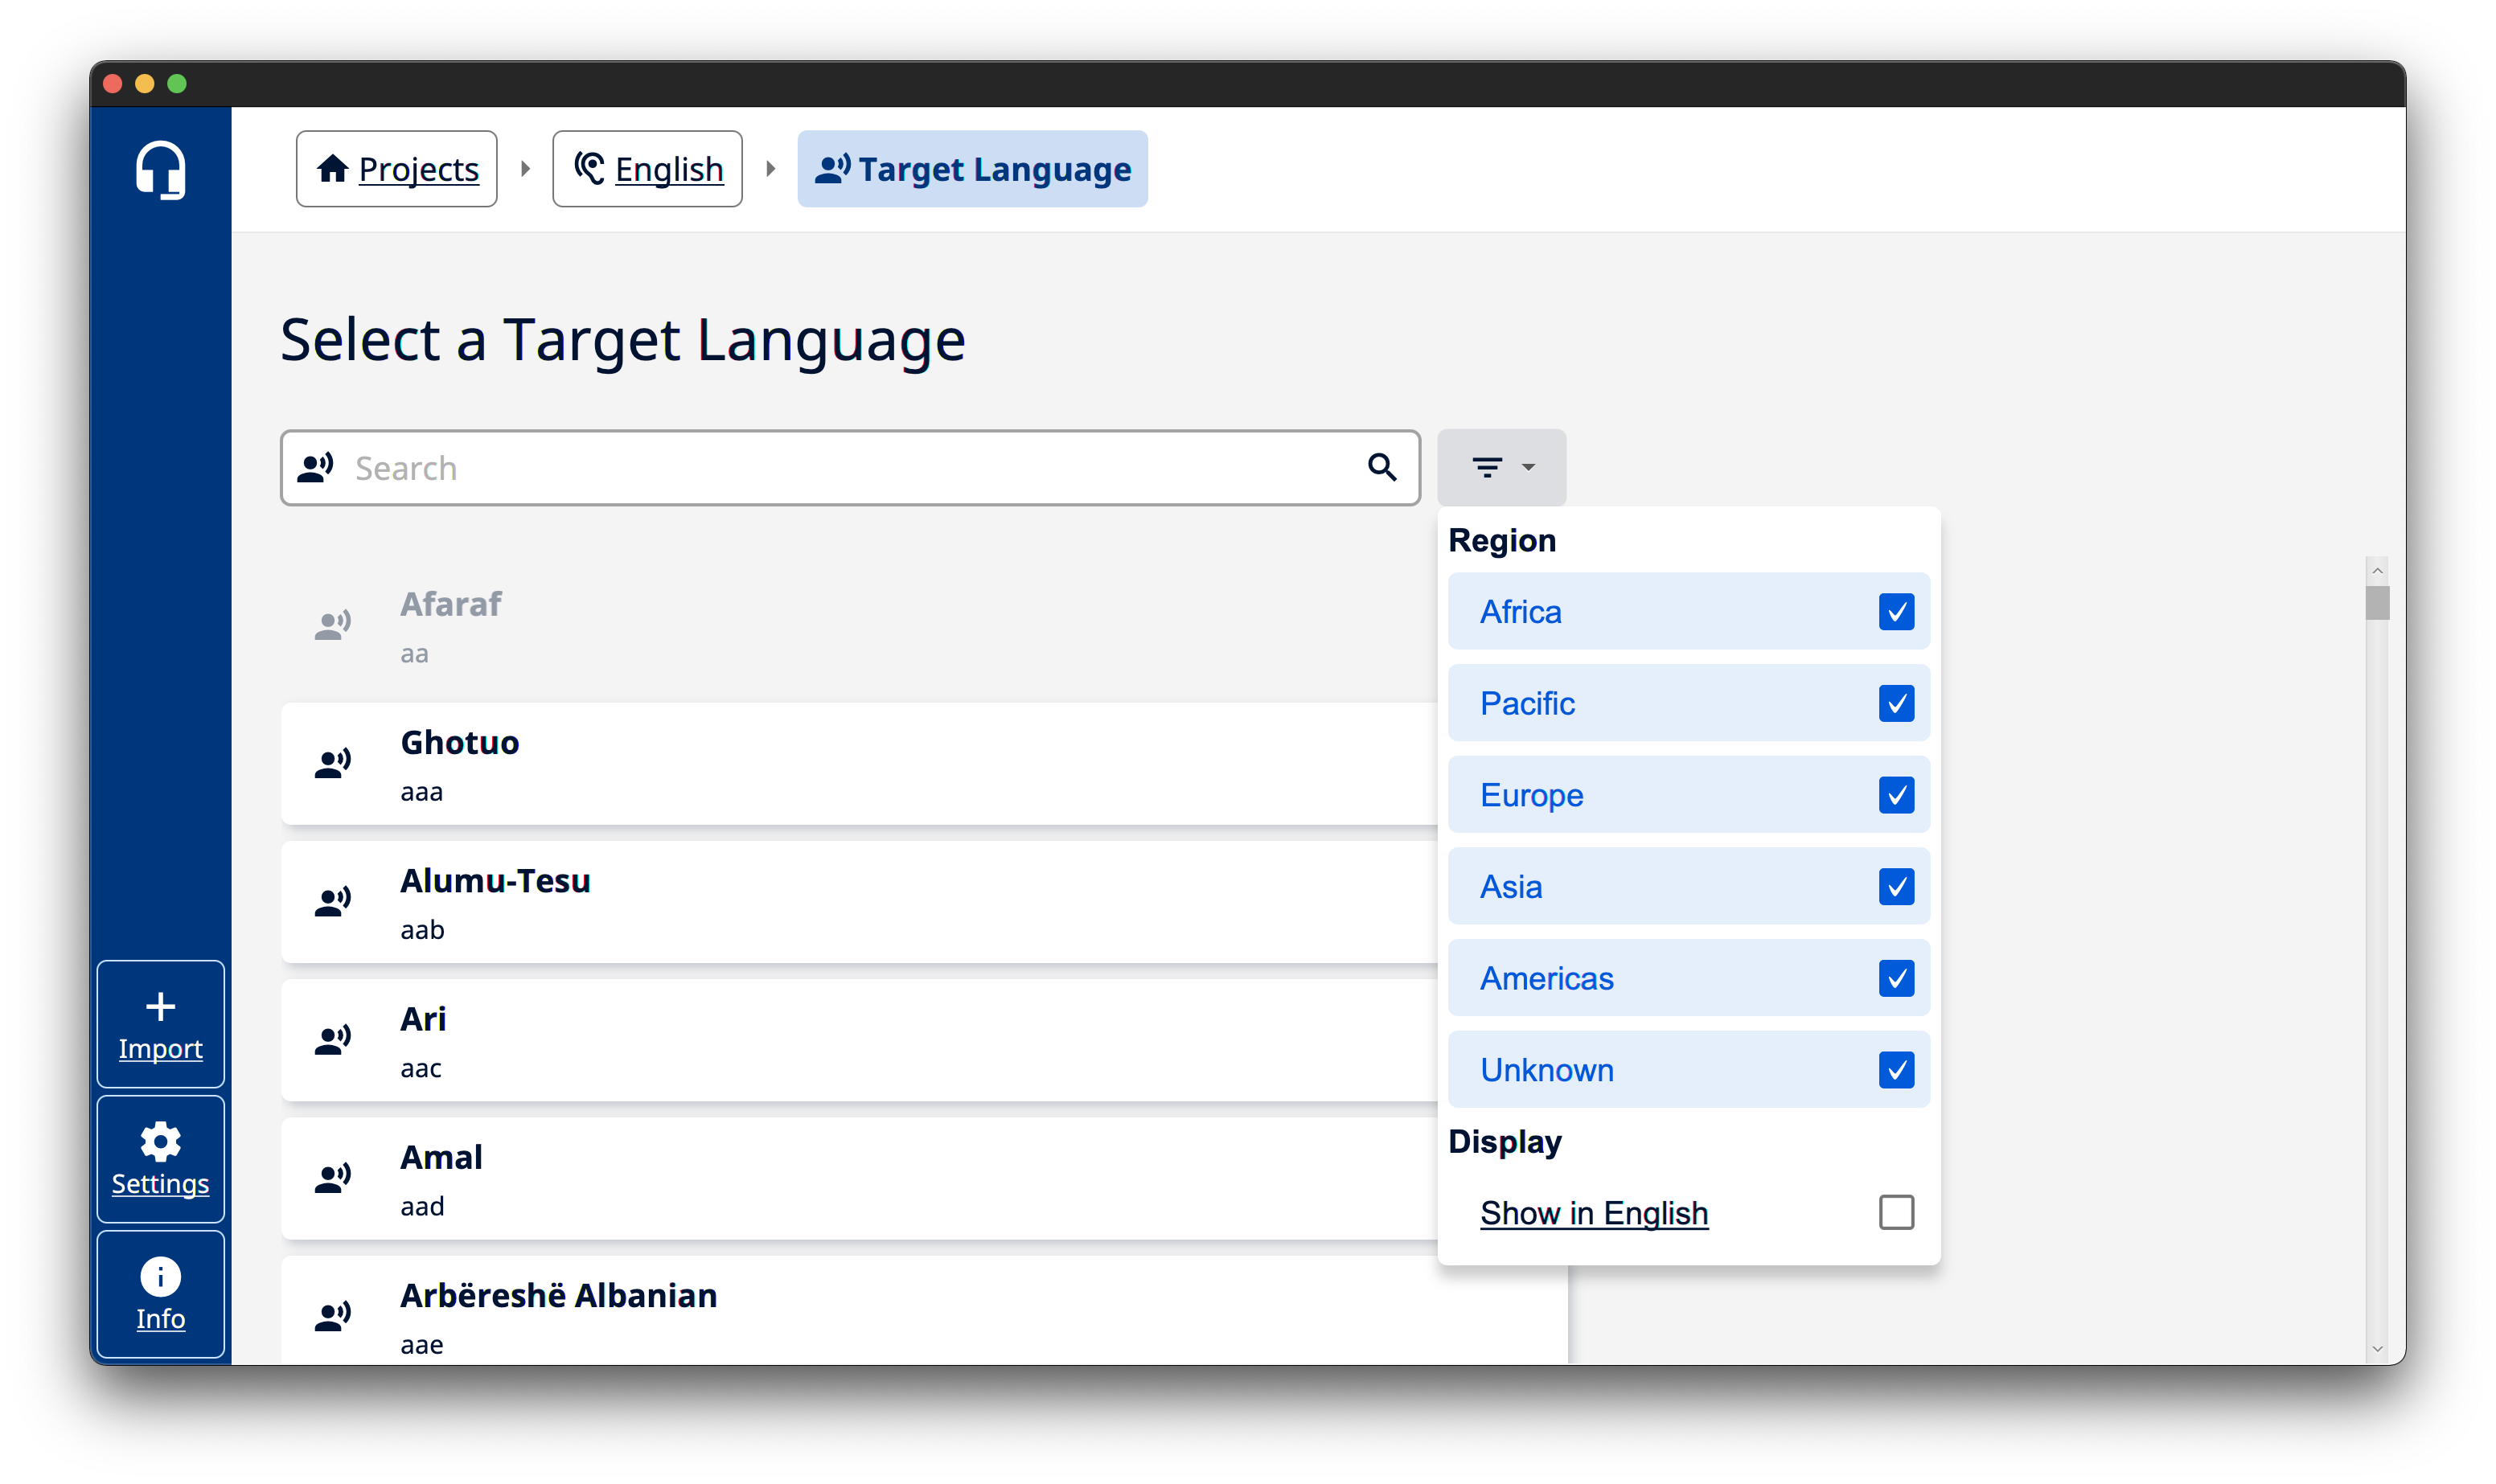 Projects
English
Target Language
Select a Target Language
Search
Region
Africa
Pacific
Europe
Asia
Americas
Unknown
Display
Show in English
Afaraf
aa
Ghotuo
aaa
Alumu-Tesu
aab
Ari
aac
Amal
aad
Arbëreshë Albanian
aae
Import
Settings
Info